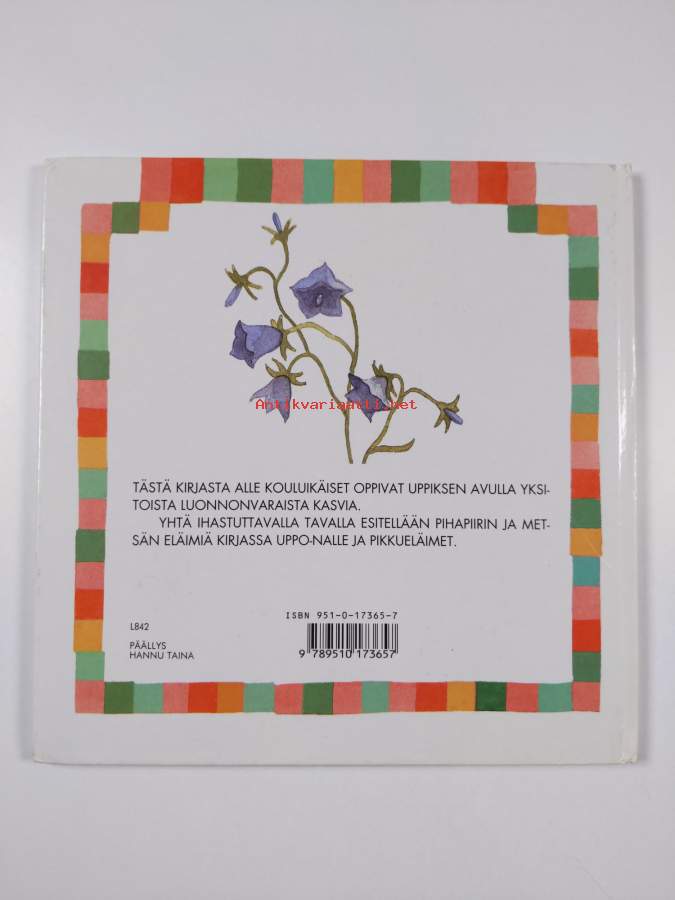 Antikvariaatti.net
TÄSTÄ KIRJASTA ALLE KOULUIKÄISET OPPIVAT UPPIKSEN AVULLA YKSI-
TOISTA LUONNONVARAISTA KASVIA.
YHTÄ IHASTUTTAVALLA TAVALLA ESITELLÄÄN PIHAPIIRIN JA MET-
SÄN ELÄIMIÄ KIRJASSA UPPO-NALLE JA PIKKUELÄIMET.
ISBN 951-0-17365-7
L842
PÄÄLLYS
HANNU TAINA
9 789510 173657